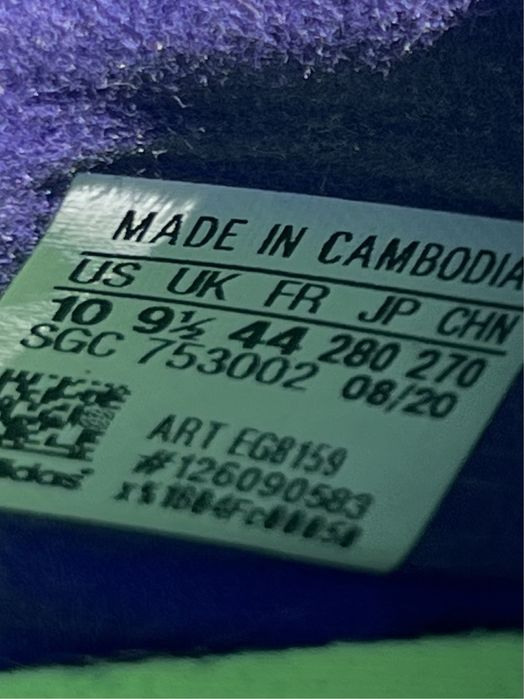 MADE IN CAMBODIA
US UK FR JP CHN
10 9½ 44 280 270
SGC 753002 08/20
ART EG8159
#126090583
adidas.